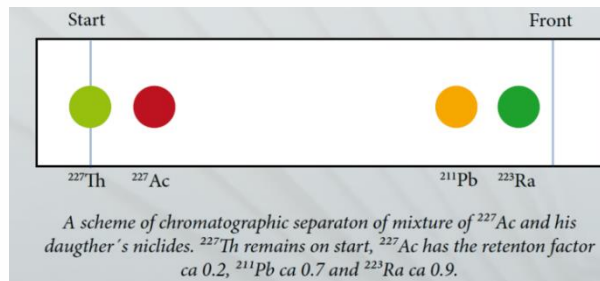 Start Front
²²⁷Th ²²⁷Ac ²¹¹Pb ²²³Ra
A scheme of chromatographic separaton of mixture of ²²⁷Ac and his
daugther´s niclides. ²²⁷Th remains on start, ²²⁷Ac has the retenton factor
ca 0.2, ²¹¹Pb ca 0.7 and ²²³Ra ca 0.9.